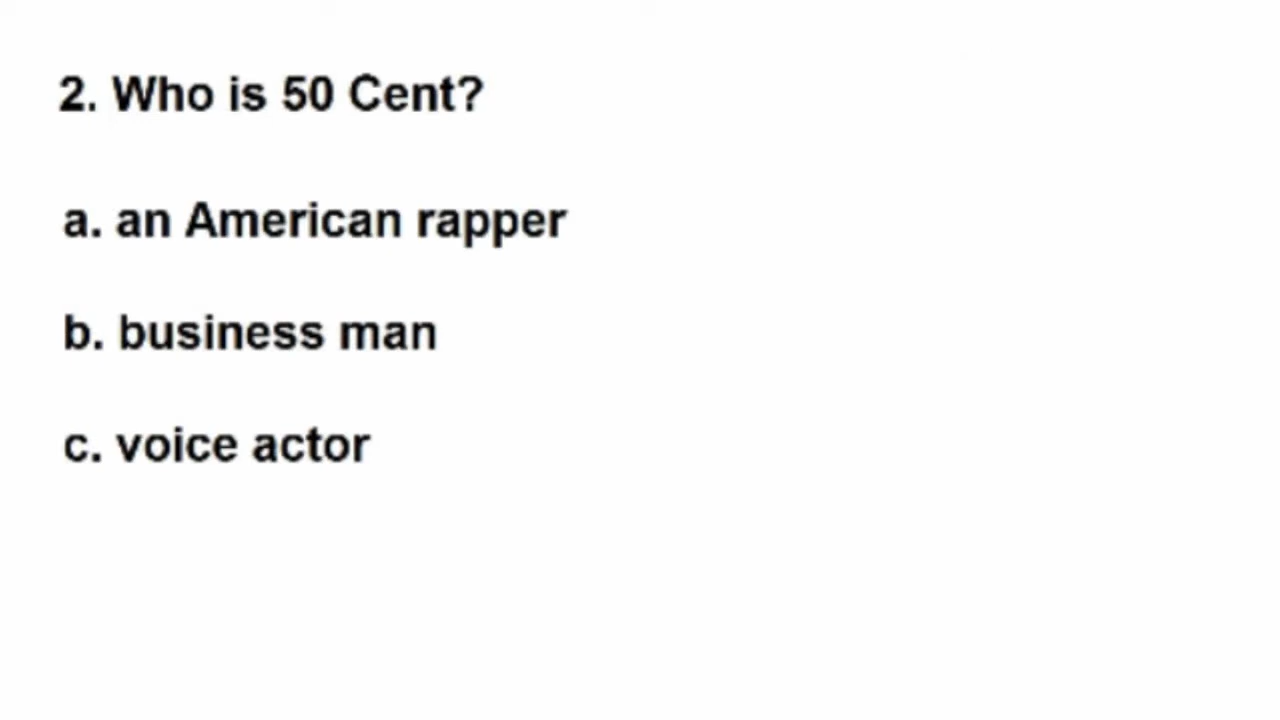 2. Who is 50 Cent?
a. an American rapper
b. business man
c. voice actor